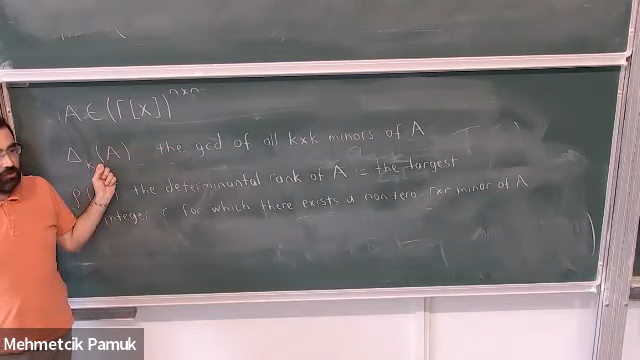 A ∈ (Γ[x])^{n×n}
Δ_k(A) = the gcd of all k×k minors of A
the determinantal rank of A := the largest
integer r for which there exists a non zero r×r minor of A
Mehmetcik Pamuk